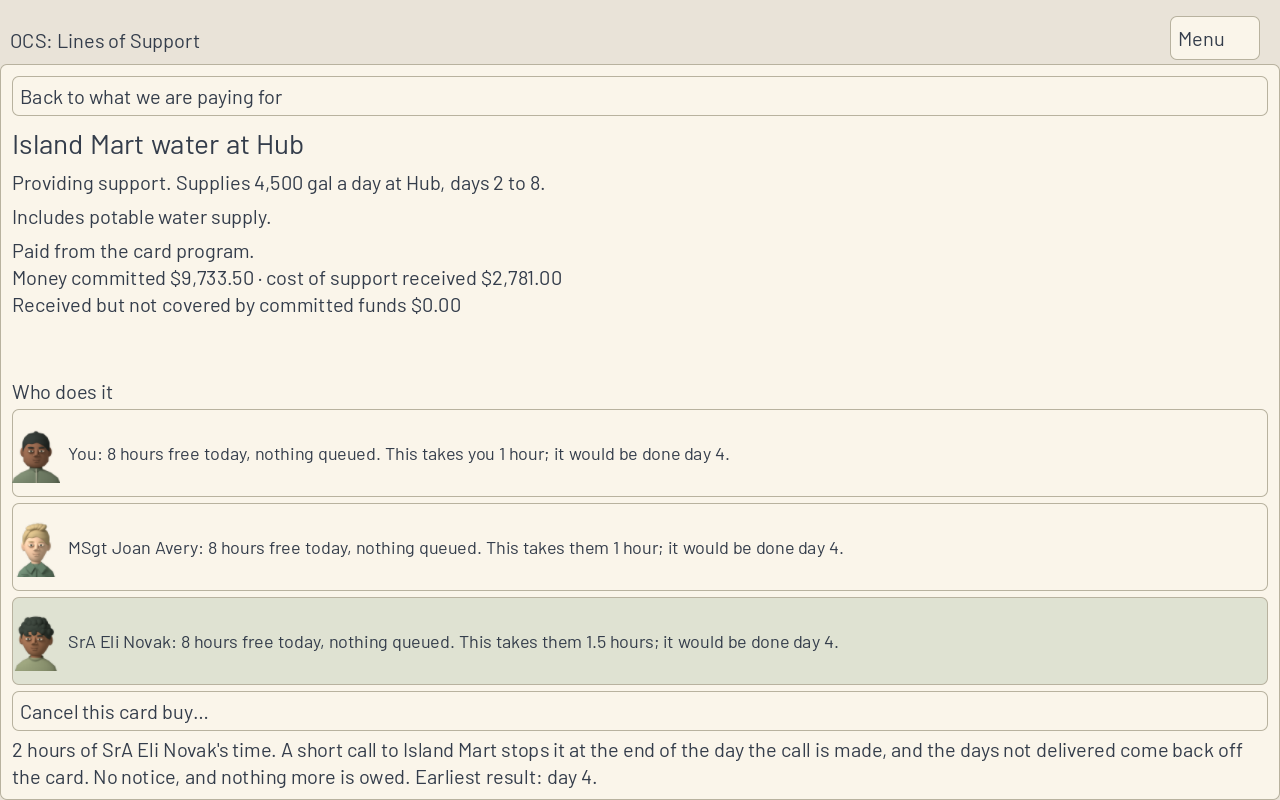 OCS: Lines of Support
Menu
Back to what we are paying for
Island Mart water at Hub
Providing support. Supplies 4,500 gal a day at Hub, days 2 to 8.
Includes potable water supply.
Paid from the card program.
Money committed $9,733.50 · cost of support received $2,781.00
Received but not covered by committed funds $0.00
Who does it
You: 8 hours free today, nothing queued. This takes you 1 hour; it would be done day 4.
MSgt Joan Avery: 8 hours free today, nothing queued. This takes them 1 hour; it would be done day 4.
SrA Eli Novak: 8 hours free today, nothing queued. This takes them 1.5 hours; it would be done day 4.
Cancel this card buy...
2 hours of SrA Eli Novak's time. A short call to Island Mart stops it at the end of the day the call is made, and the days not delivered come back off
the card. No notice, and nothing more is owed. Earliest result: day 4.